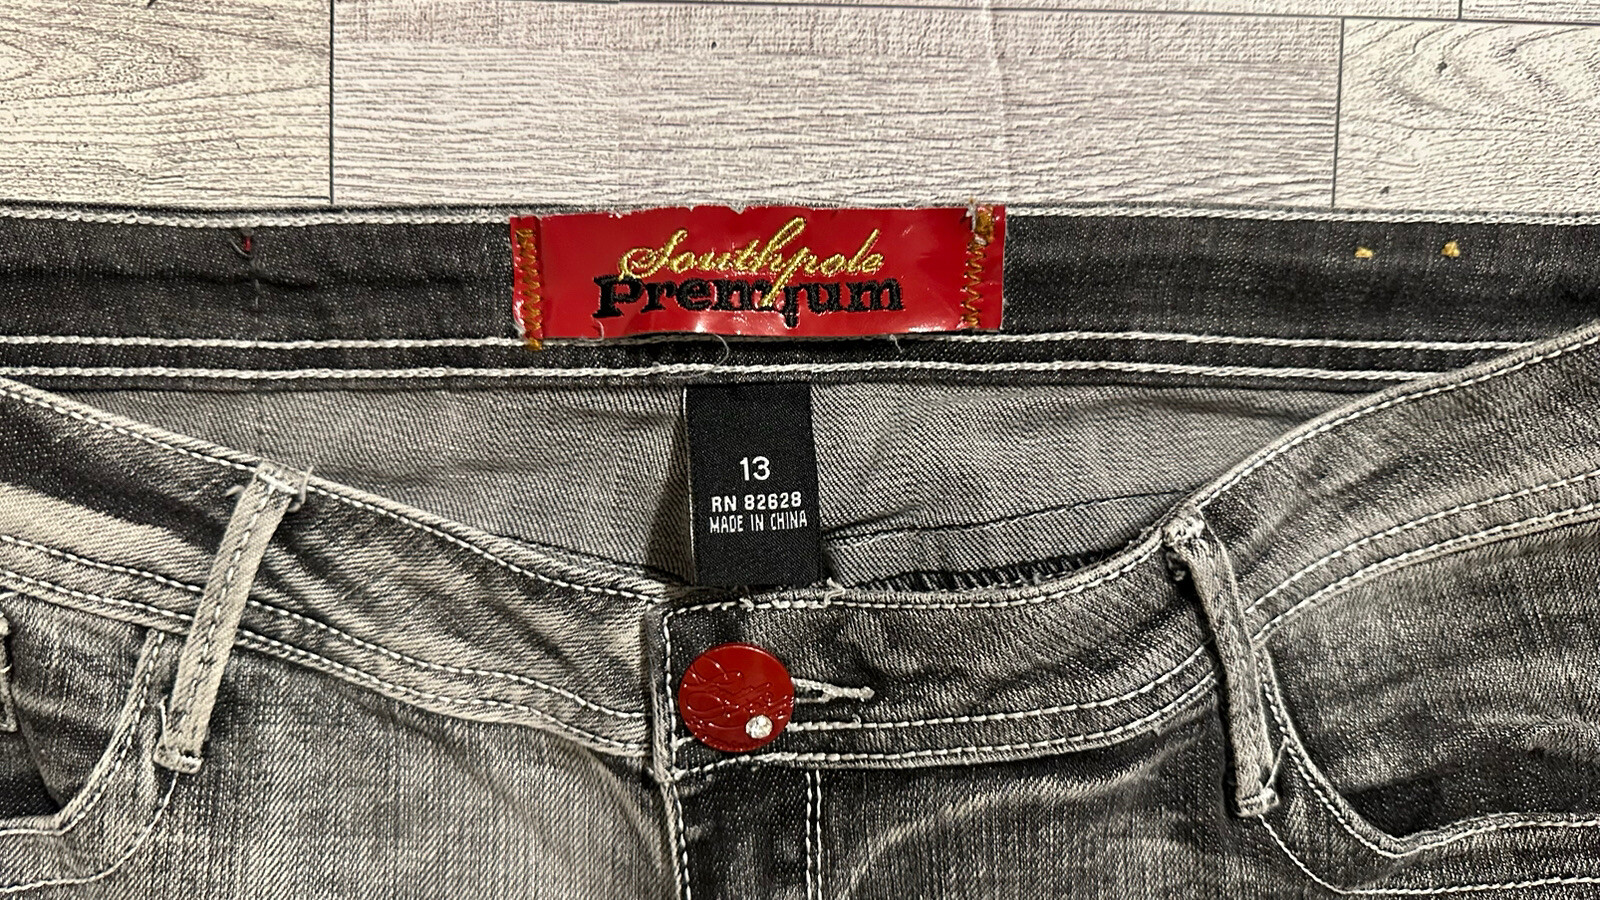 Southpole
Premium
13
RN 82628
MADE IN CHINA